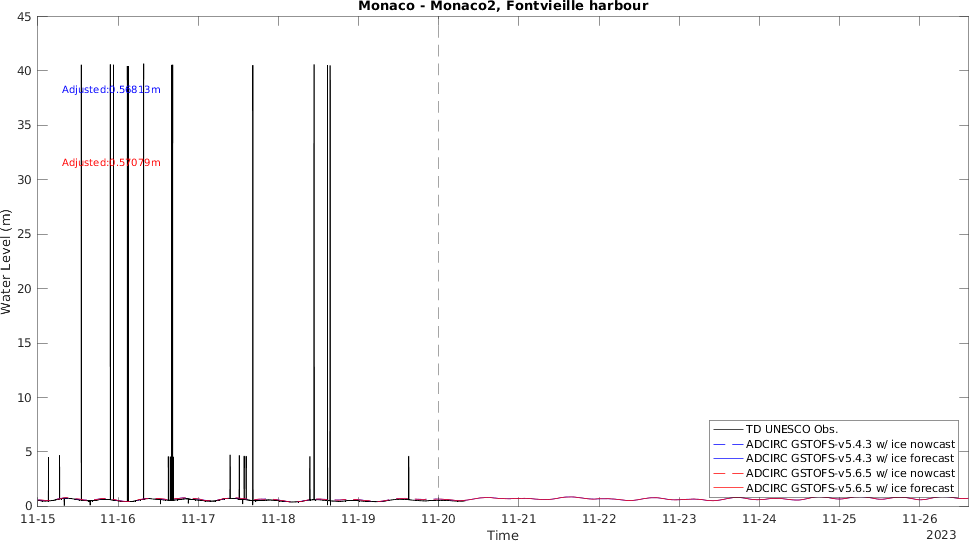 Monaco - Monaco2, Fontvieille harbour
45
40
35
30
25
20
15
10
5
0
Water Level (m)
Adjusted:0.56813m
Adjusted:0.57079m
TD UNESCO Obs.
ADCIRC GSTOFS-v5.4.3 w/ ice nowcast
ADCIRC GSTOFS-v5.4.3 w/ ice forecast
ADCIRC GSTOFS-v5.6.5 w/ ice nowcast
ADCIRC GSTOFS-v5.6.5 w/ ice forecast
11-15 11-16 11-17 11-18 11-19 11-20 11-21 11-22 11-23 11-24 11-25 11-26
Time
2023